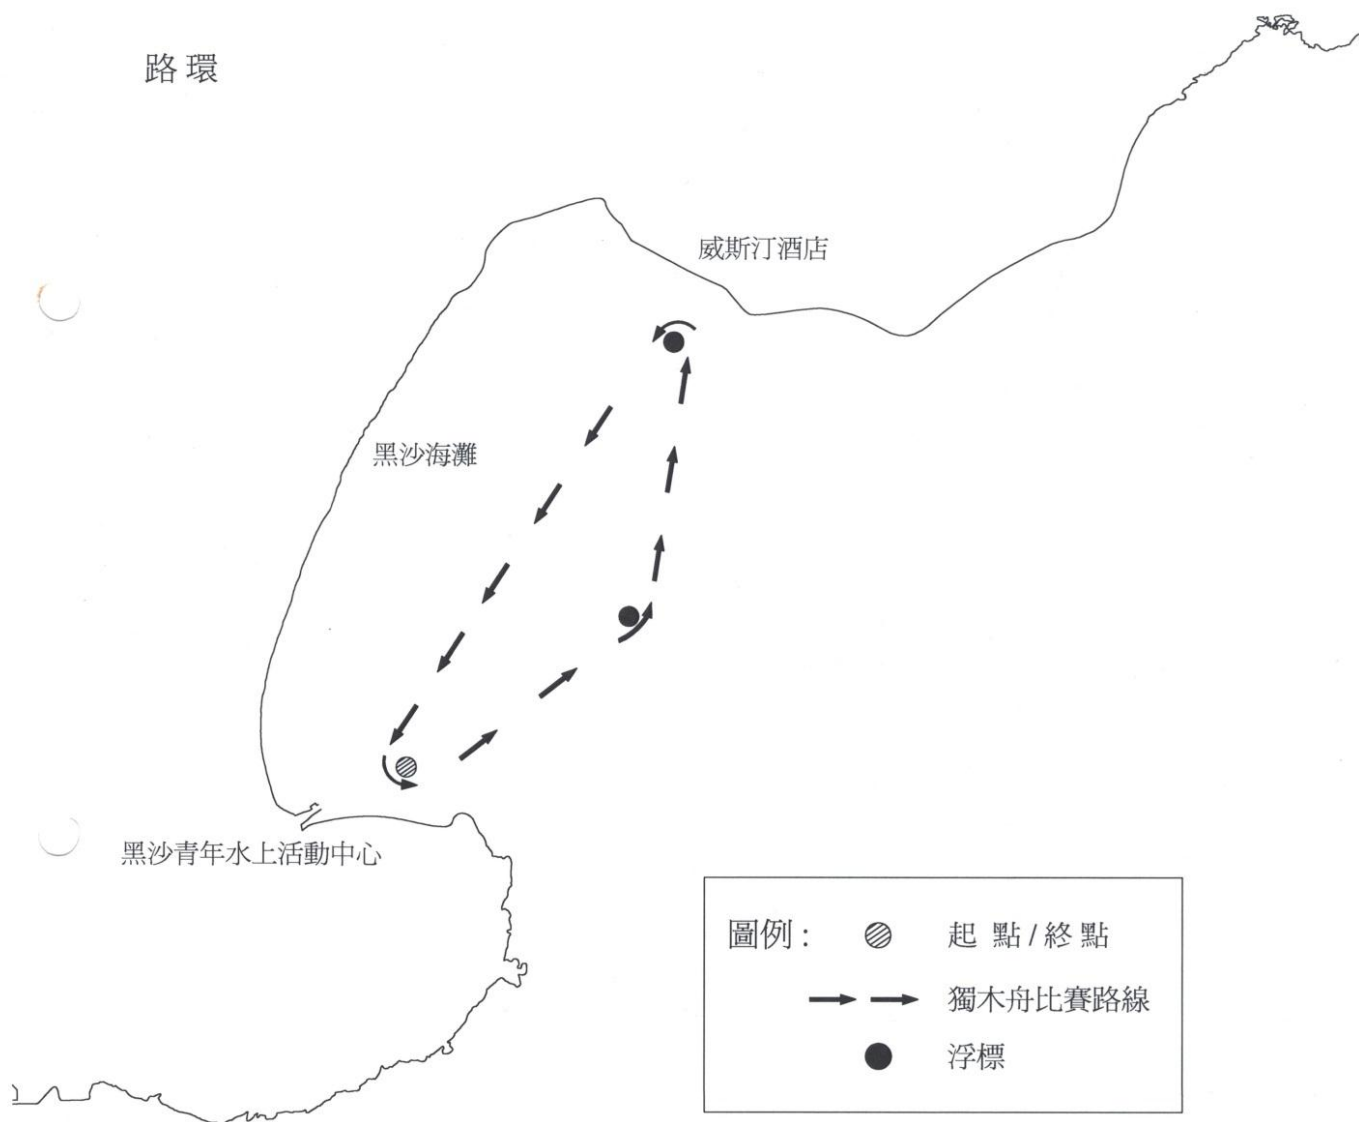 路環
威斯汀酒店
黑沙海灘
黑沙青年水上活動中心
圖例 :
起 點 / 終 點
獨木舟比賽路線
浮標